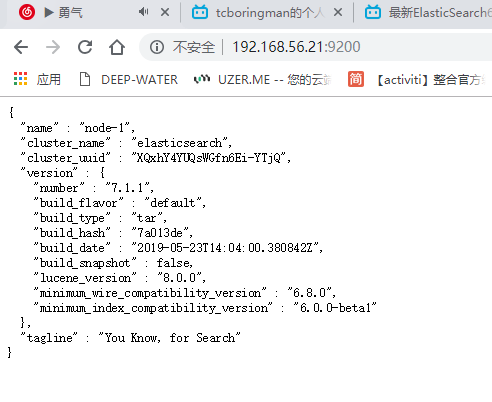 ▶ 勇气
tcboringman的个人
最新ElasticSearch6
不安全 | 192.168.56.21:9200
应用 DEEP-WATER UZER.ME -- 您的云 简 【activiti】整合官方
{
"name" : "node-1",
"cluster_name" : "elasticsearch",
"cluster_uuid" : "XQxhY4YUQsWGfn6Ei-YTjQ",
"version" : {
"number" : "7.1.1",
"build_flavor" : "default",
"build_type" : "tar",
"build_hash" : "7a013de",
"build_date" : "2019-05-23T14:04:00.380842Z",
"build_snapshot" : false,
"lucene_version" : "8.0.0",
"minimum_wire_compatibility_version" : "6.8.0",
"minimum_index_compatibility_version" : "6.0.0-beta1"
},
"tagline" : "You Know, for Search"
}